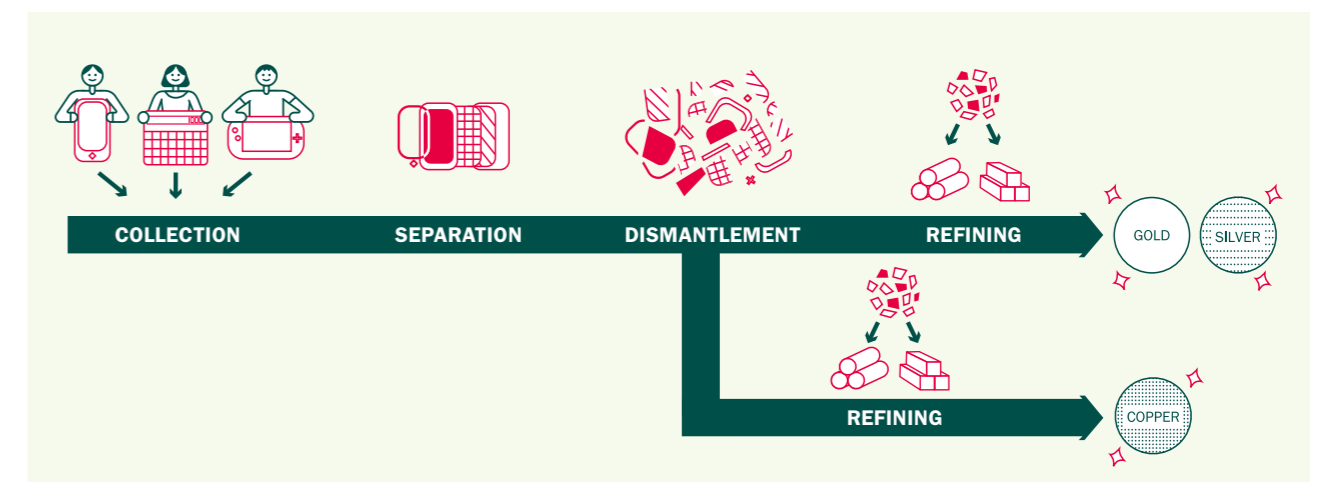 COLLECTION
SEPARATION
DISMANTLEMENT
REFINING
GOLD
SILVER
REFINING
COPPER